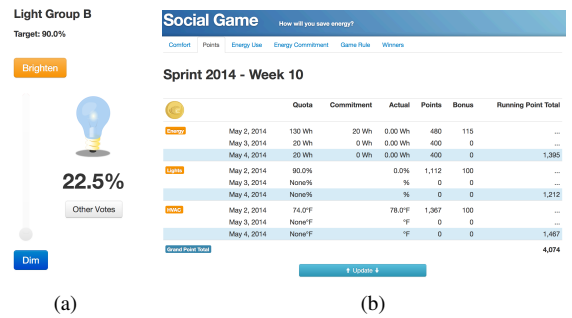 Light Group B
Target: 90.0%
Brighten
22.5%
Other Votes
Dim
(a)
Social Game How will you save energy?
Comfort Points Energy Use Energy Commitment Game Rule Winners
Sprint 2014 - Week 10
Quota Commitment Actual Points Bonus Running Point Total
Energy May 2, 2014 130 Wh 20 Wh 0.00 Wh 480 115 ...
May 3, 2014 20 Wh 0 Wh 0.00 Wh 400 0 ...
May 4, 2014 20 Wh 0 Wh 0.00 Wh 400 0 1,395
Lights May 2, 2014 90.0% 0.0% 1,112 100 ...
May 3, 2014 None% % 0 0 ...
May 4, 2014 None% % 0 0 1,212
HVAC May 2, 2014 74.0°F 78.0°F 1,367 100 ...
May 3, 2014 None°F °F 0 0 ...
May 4, 2014 None°F °F 0 0 1,467
Grand Point Total 4,074
Update
(b)